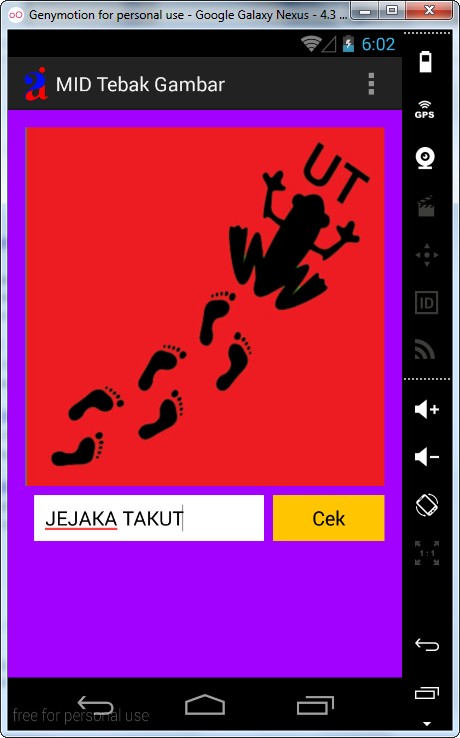 Genymotion for personal use - Google Galaxy Nexus - 4.3 ...
6:02
MID Tebak Gambar
GPS
UT
ID
JEJAKA TAKUT
Cek
1:1
free for personal use